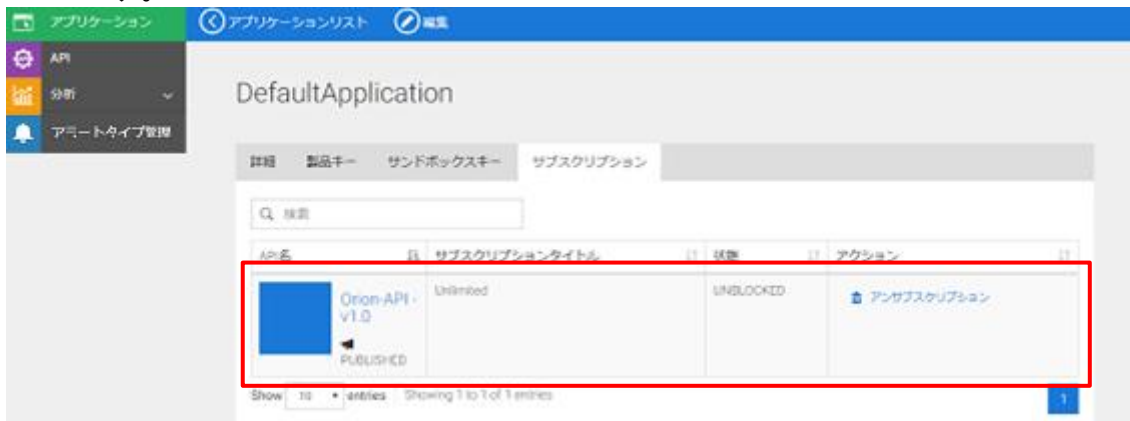 アプリケーション アプリケーションリスト 編集
API
分析
アラートタイプ管理
DefaultApplication
詳細 製品キー サンドボックスキー サブスクリプション
検索
API名 サブスクリプションタイトル 状態 アクション
Orion-API - Unlimited UNBLOCKED アンサブスクリプション
v1.0
PUBLISHED
Show 10 entries Showing 1 to 1 of 1 entries 1